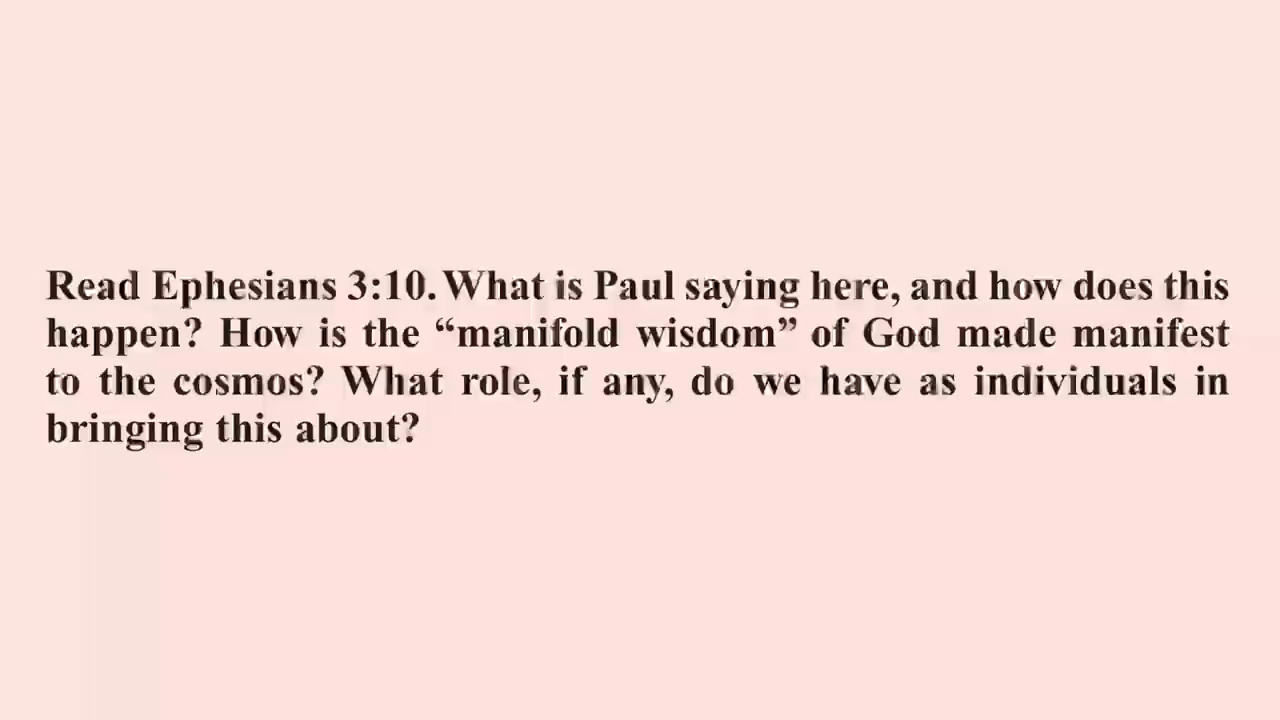 Read Ephesians 3:10. What is Paul saying here, and how does this
happen? How is the “manifold wisdom” of God made manifest
to the cosmos? What role, if any, do we have as individuals in
bringing this about?